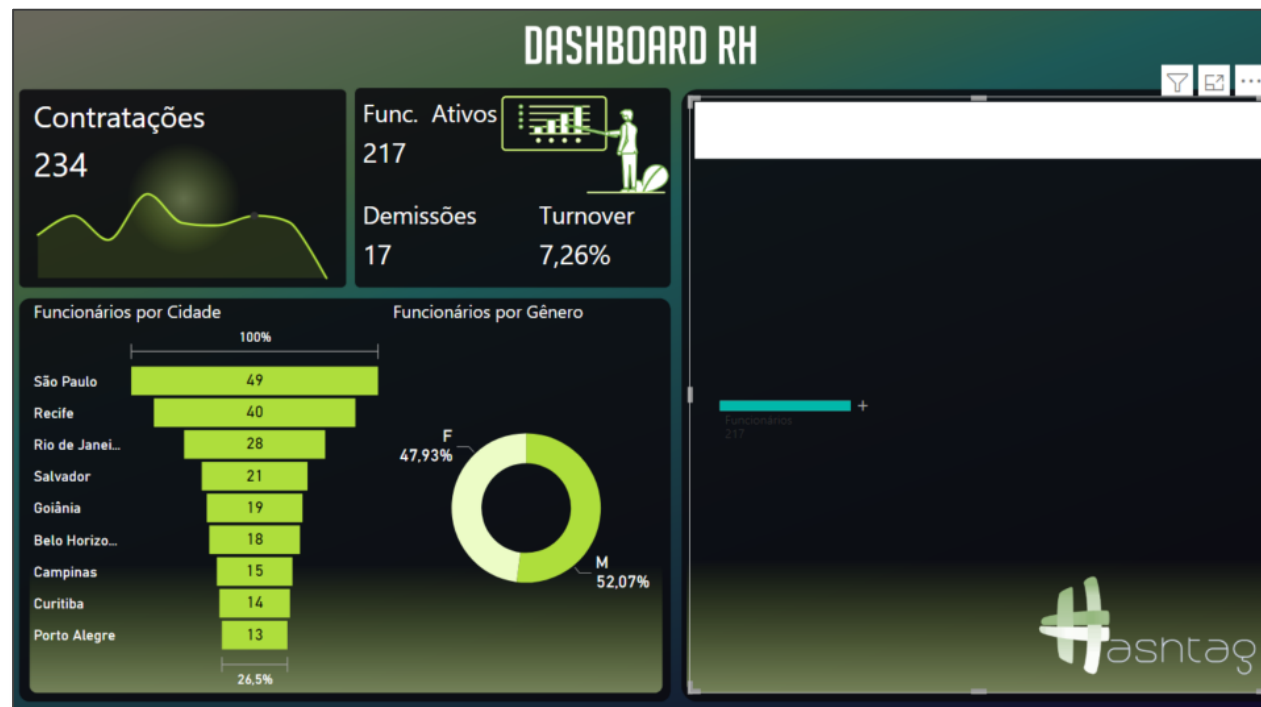 DASHBOARD RH
Contratações
234
Func. Ativos
217
Demissões
17
Turnover
7,26%
Funcionários por Cidade
100%
São Paulo 49
Recife 40
Rio de Janei... 28
Salvador 21
Goiânia 19
Belo Horizo... 18
Campinas 15
Curitiba 14
Porto Alegre 13
26,5%
Funcionários por Gênero
F
47,93%
M
52,07%
Funcionários
217
Hashtag